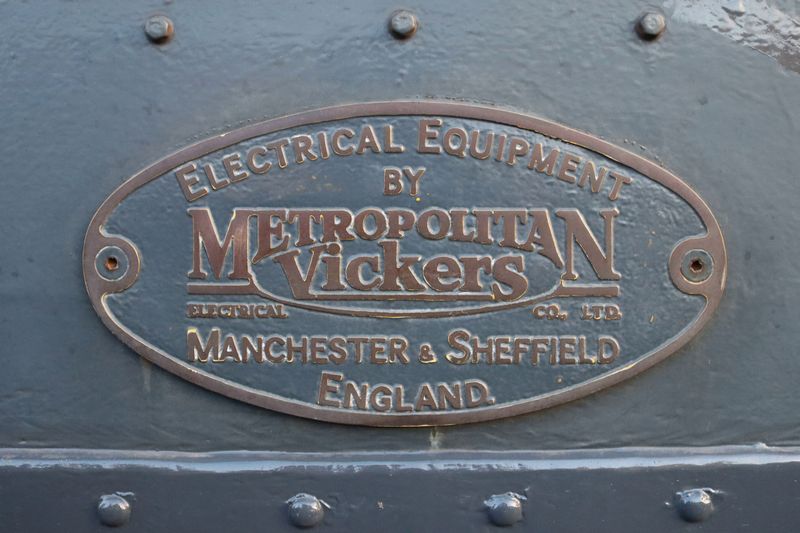 ELECTRICAL EQUIPMENT
BY
METROPOLITAN
Vickers
ELECTRICAL CO., LTD.
MANCHESTER & SHEFFIELD
ENGLAND.